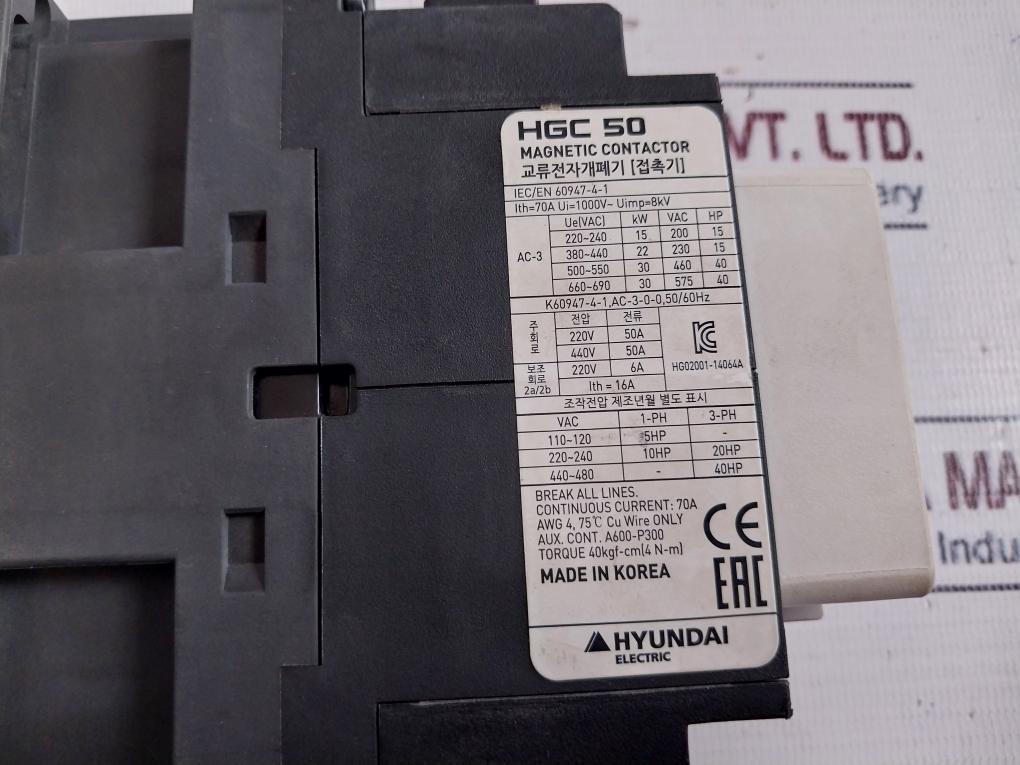 HGC 50
MAGNETIC CONTACTOR
교류전자개폐기 [접촉기]
IEC/EN 60947-4-1
Ith=70A Ui=1000V~ Uimp=8kV
AC-3 Ue(VAC) kW VAC HP
220~240 15 200 15
380~440 22 230 15
500~550 30 460 40
660~690 30 575 40
K60947-4-1,AC-3-0-0,50/60Hz
주회로 전압 전류
220V 50A
440V 50A
보조회로 2a/2b 220V 6A
Ith = 16A
HG02001-14064A
조작전압 제조년월 별도 표시
VAC 1-PH 3-PH
110~120 5HP -
220~240 10HP 20HP
440~480 - 40HP
BREAK ALL LINES.
CONTINUOUS CURRENT: 70A
AWG 4, 75℃ Cu Wire ONLY
AUX. CONT. A600-P300
TORQUE 40kgf-cm(4 N-m)
MADE IN KOREA
CE
EAC
HYUNDAI
ELECTRIC
VT. LTD.
ery
MA
Indu